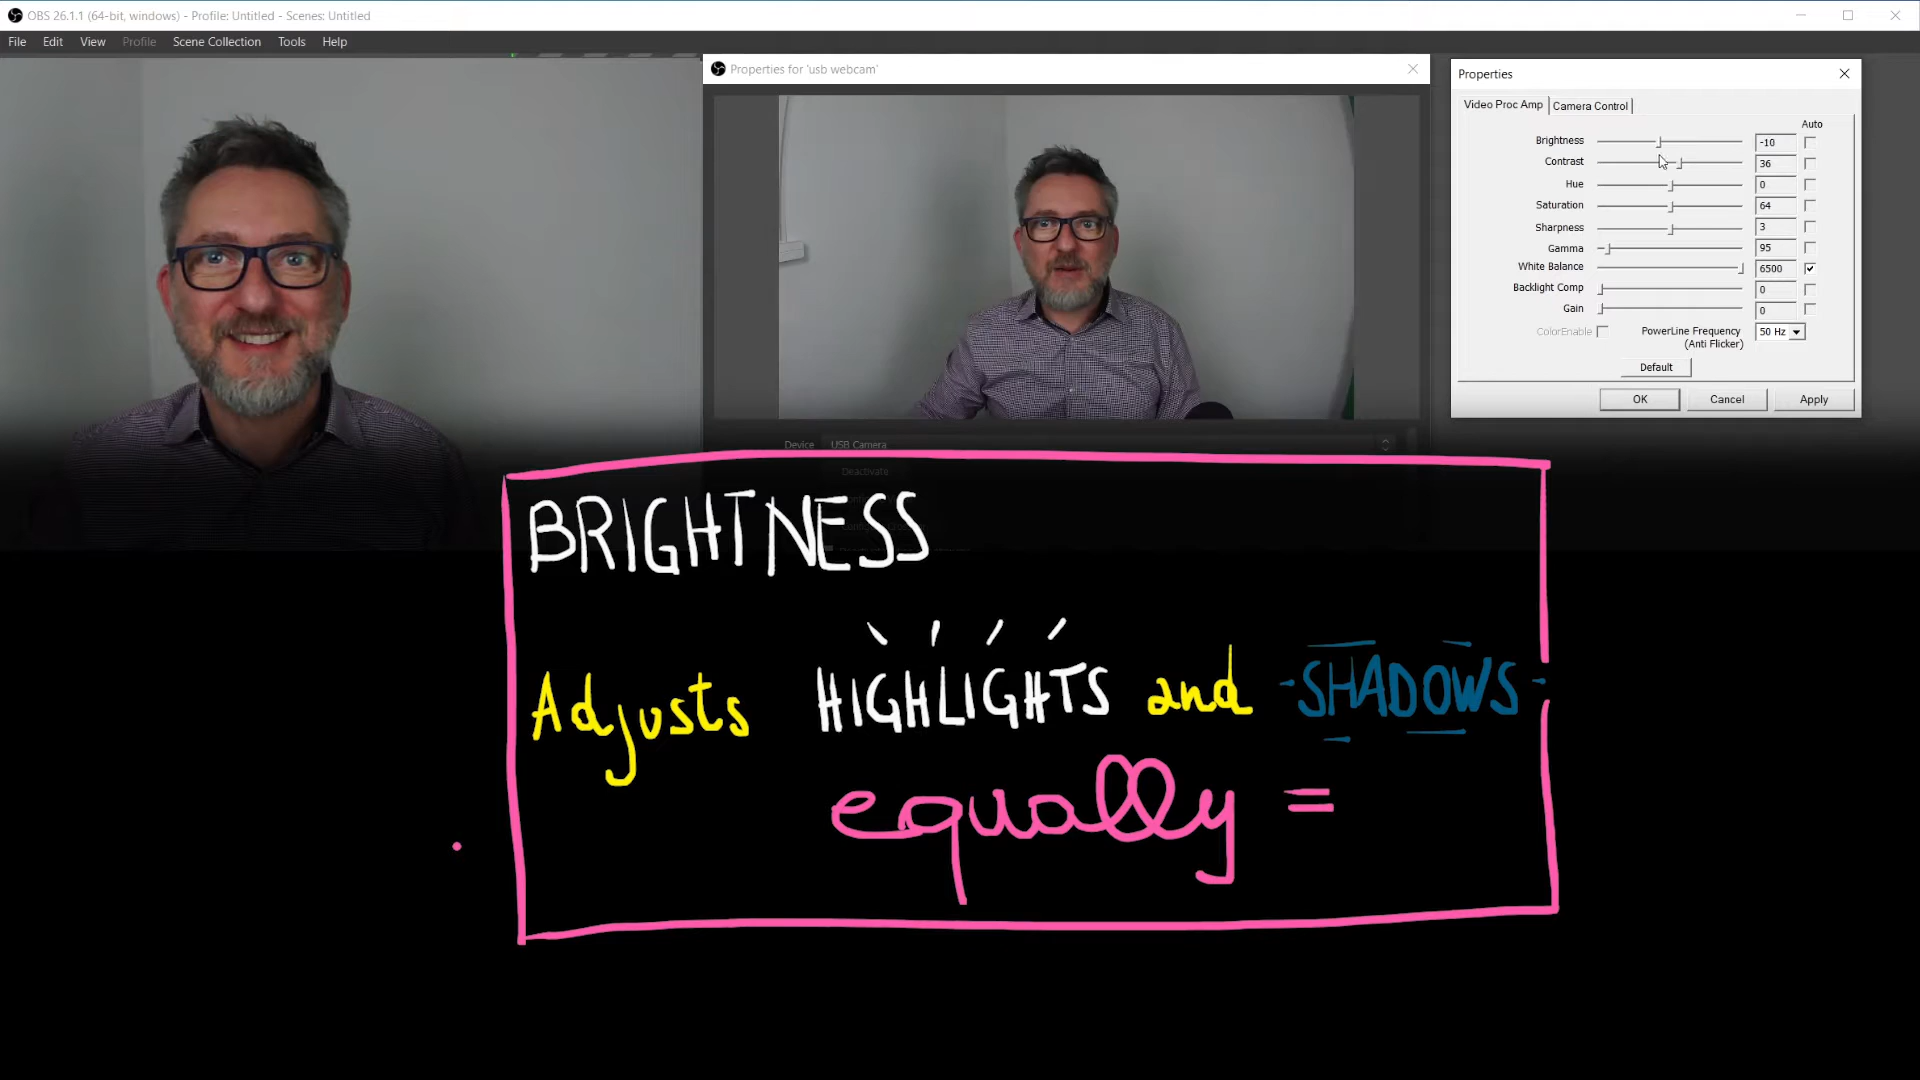 OBS 26.1.1 (64-bit, windows) - Profile: Untitled - Scenes: Untitled
File Edit View Profile Scene Collection Tools Help
Properties for 'usb webcam'
Device USB Camera
Deactivate
Properties
Video Proc Amp Camera Control
Auto
Brightness -10
Contrast 36
Hue 0
Saturation 64
Sharpness 3
Gamma 95
White Balance 6500
Backlight Comp 0
Gain 0
ColorEnable PowerLine Frequency 50 Hz
(Anti Flicker)
Default
OK Cancel Apply
BRIGHTNESS
Adjusts HIGHLIGHTS and SHADOWS
equally =